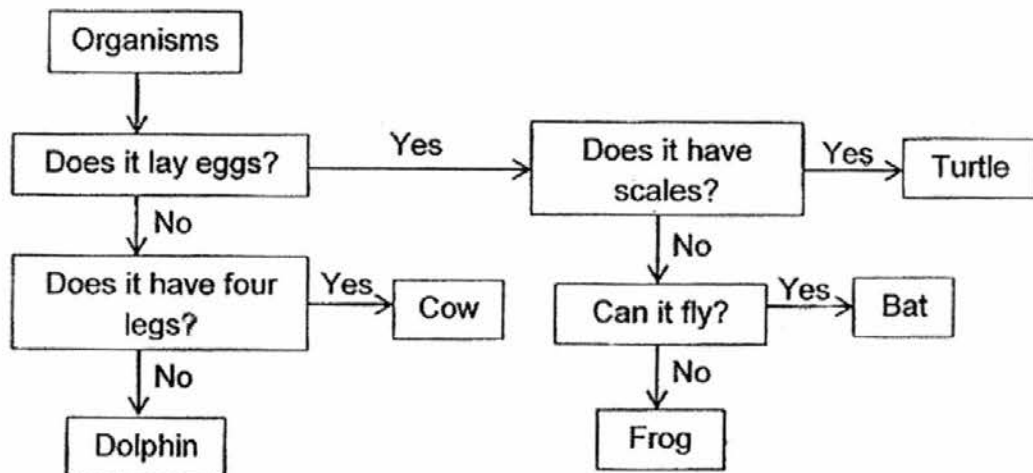 Organisms
Does it lay eggs?
Yes
Does it have
scales?
Yes
Turtle
No
No
Does it have four
legs?
Yes
Cow
Can it fly?
Yes
Bat
No
No
Dolphin
Frog